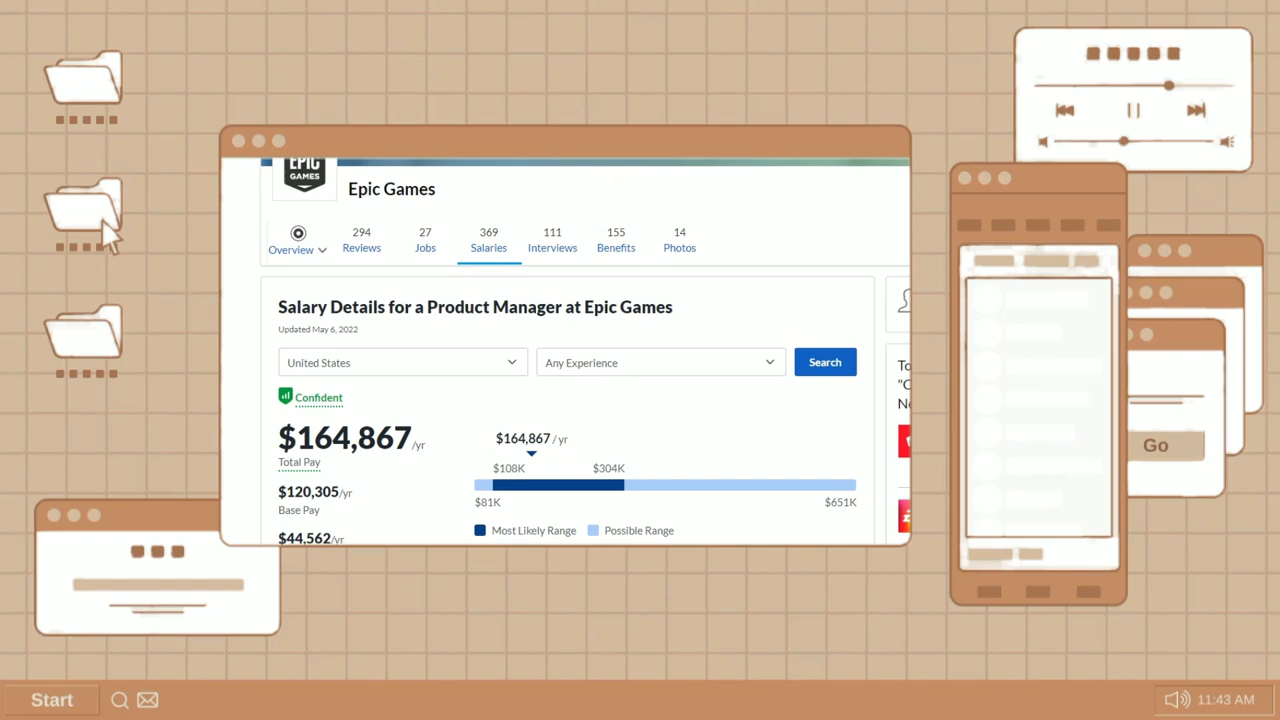 EPIC
GAMES
Epic Games
294 27 369 111 155 14
Overview Reviews Jobs Salaries Interviews Benefits Photos
Salary Details for a Product Manager at Epic Games
Updated May 6, 2022
United States Any Experience Search
Confident
$164,867/yr
Total Pay
$120,305/yr
Base Pay
$44,562/yr
$164,867 /yr
$108K $304K
$81K $651K
Most Likely Range Possible Range
To
"C
Ne
Go
Start 11:43 AM